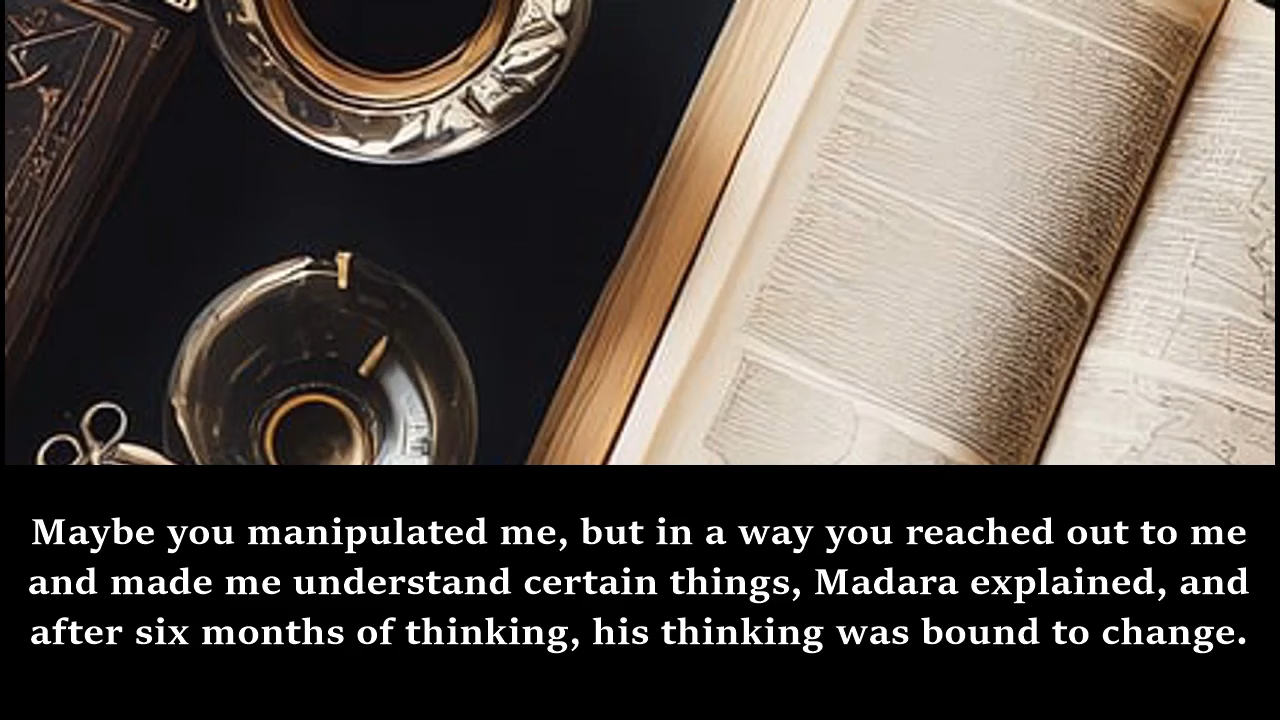 Maybe you manipulated me, but in a way you reached out to me
and made me understand certain things, Madara explained, and
after six months of thinking, his thinking was bound to change.